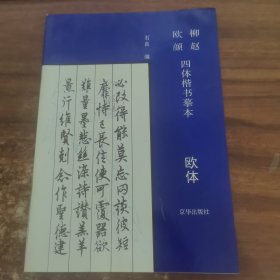 欧颜
柳赵
四体楷书摹本
欧体
石良 编
必改得能莫忘罔谈彼短
靡恃己长信使可覆器欲
难量墨悲丝染诗赞羔羊
景行维贤剋念作圣德建
京华出版社